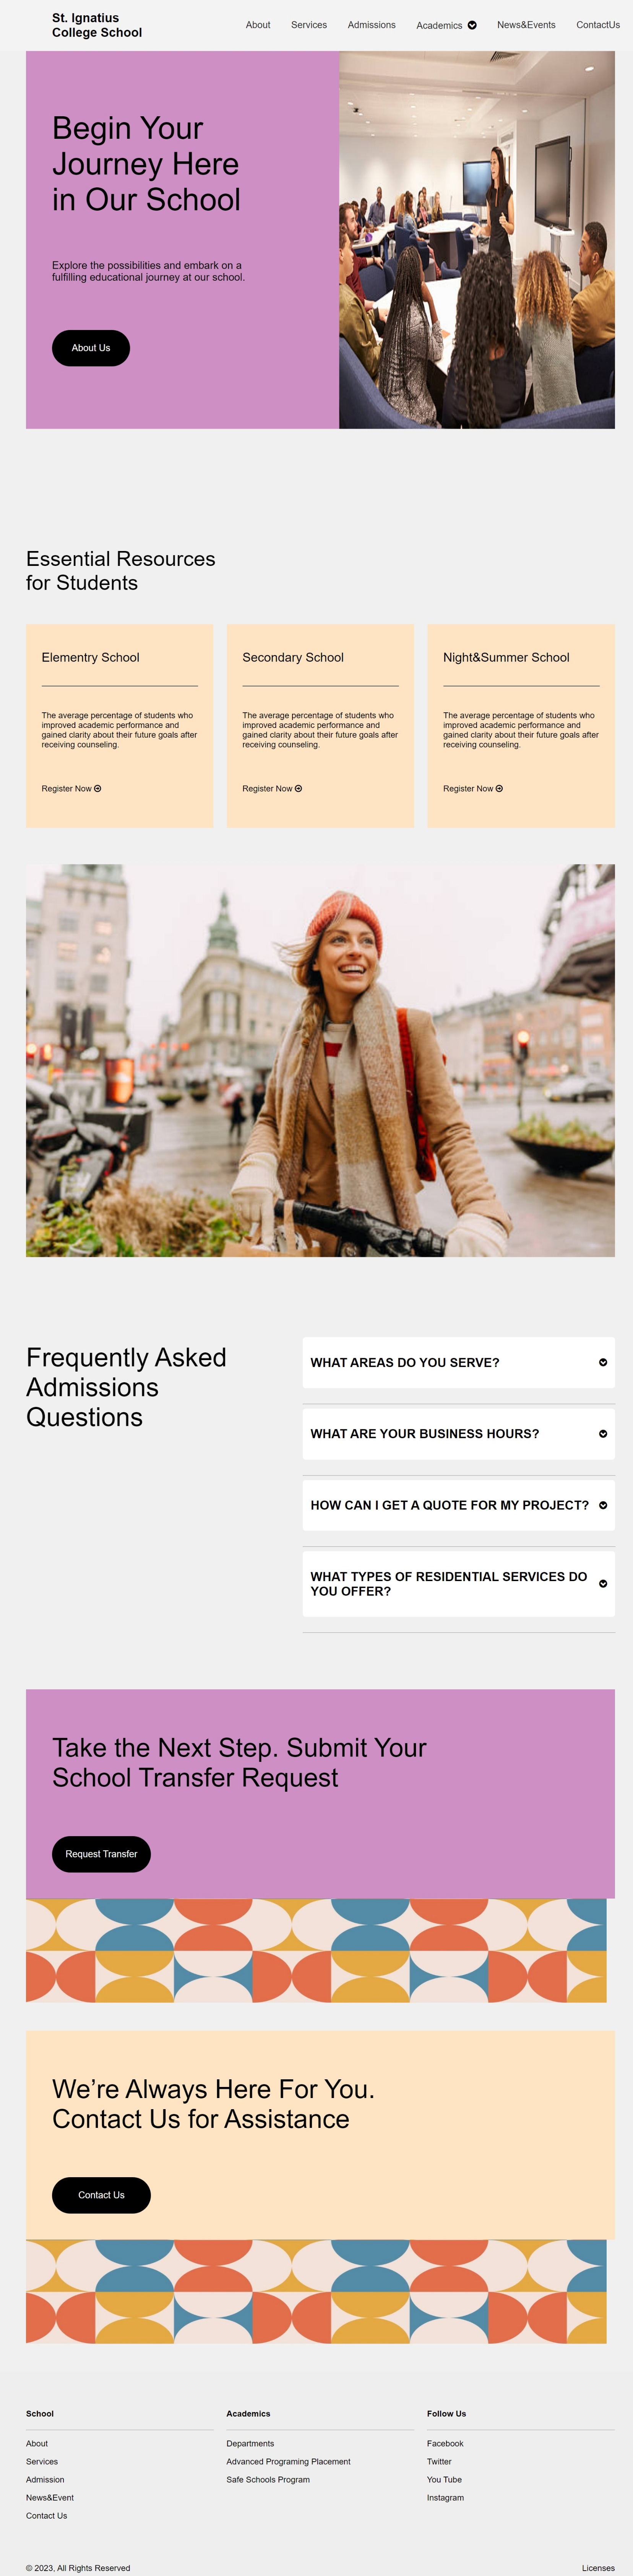 St. Ignatius
College School
About
Services
Admissions
Academics
News&Events
ContactUs
Begin Your
Journey Here
in Our School
Explore the possibilities and embark on a
fulfilling educational journey at our school.
About Us
Essential Resources
for Students
Elementry School
The average percentage of students who
improved academic performance and
gained clarity about their future goals after
receiving counseling.
Register Now
Secondary School
The average percentage of students who
improved academic performance and
gained clarity about their future goals after
receiving counseling.
Register Now
Night&Summer School
The average percentage of students who
improved academic performance and
gained clarity about their future goals after
receiving counseling.
Register Now
Frequently Asked
Admissions
Questions
WHAT AREAS DO YOU SERVE?
WHAT ARE YOUR BUSINESS HOURS?
HOW CAN I GET A QUOTE FOR MY PROJECT?
WHAT TYPES OF RESIDENTIAL SERVICES DO
YOU OFFER?
Take the Next Step. Submit Your
School Transfer Request
Request Transfer
We’re Always Here For You.
Contact Us for Assistance
Contact Us
School
About
Services
Admission
News&Event
Contact Us
Academics
Departments
Advanced Programing Placement
Safe Schools Program
Follow Us
Facebook
Twitter
You Tube
Instagram
© 2023, All Rights Reserved
Licenses